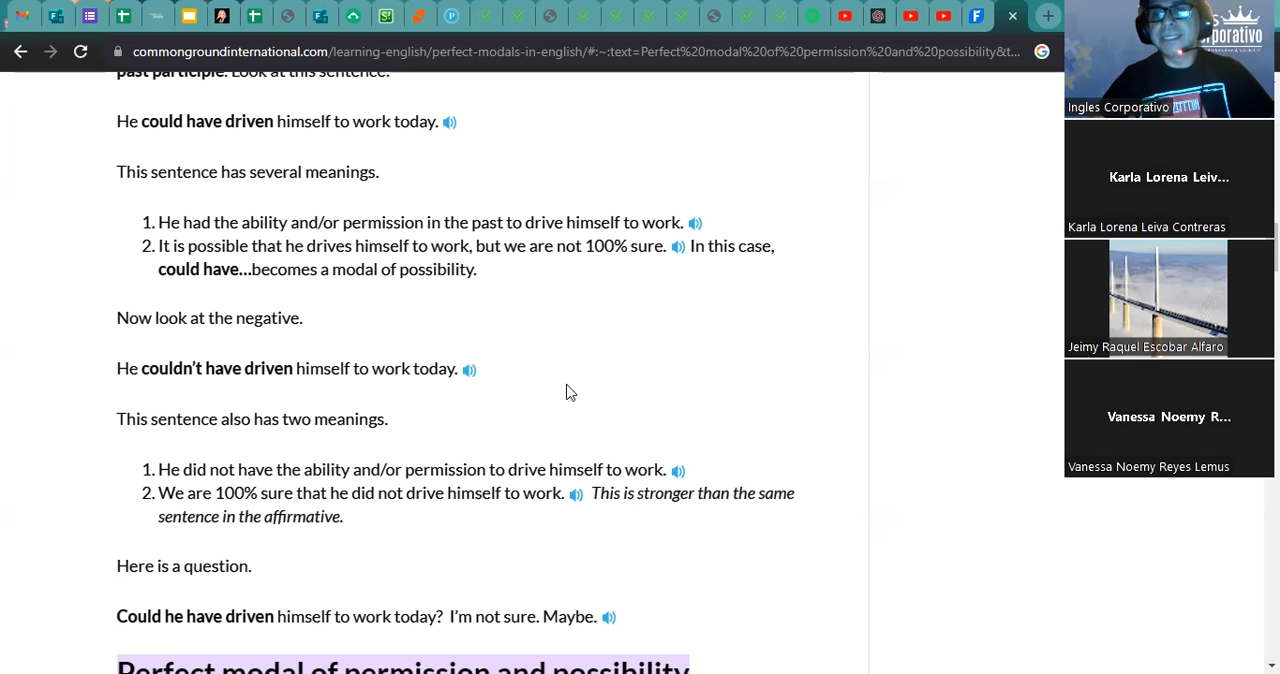 commongroundinternational.com/learning-english/perfect-modals-in-english/#:~:text=Perfect%20modal%20of%20permission%20and%20possibility&t...
past participle. Look at this sentence.
He could have driven himself to work today.
This sentence has several meanings.
1. He had the ability and/or permission in the past to drive himself to work.
2. It is possible that he drives himself to work, but we are not 100% sure. In this case,
could have...becomes a modal of possibility.
Now look at the negative.
He couldn't have driven himself to work today.
This sentence also has two meanings.
1. He did not have the ability and/or permission to drive himself to work.
2. We are 100% sure that he did not drive himself to work. This is stronger than the same
sentence in the affirmative.
Here is a question.
Could he have driven himself to work today? I'm not sure. Maybe.
Perfect modal of permission and possibility
Ingles Corporativo
Karla Lorena Leiv...
Karla Lorena Leiva Contreras
Jeimy Raquel Escobar Alfaro
Vanessa Noemy R...
Vanessa Noemy Reyes Lemus